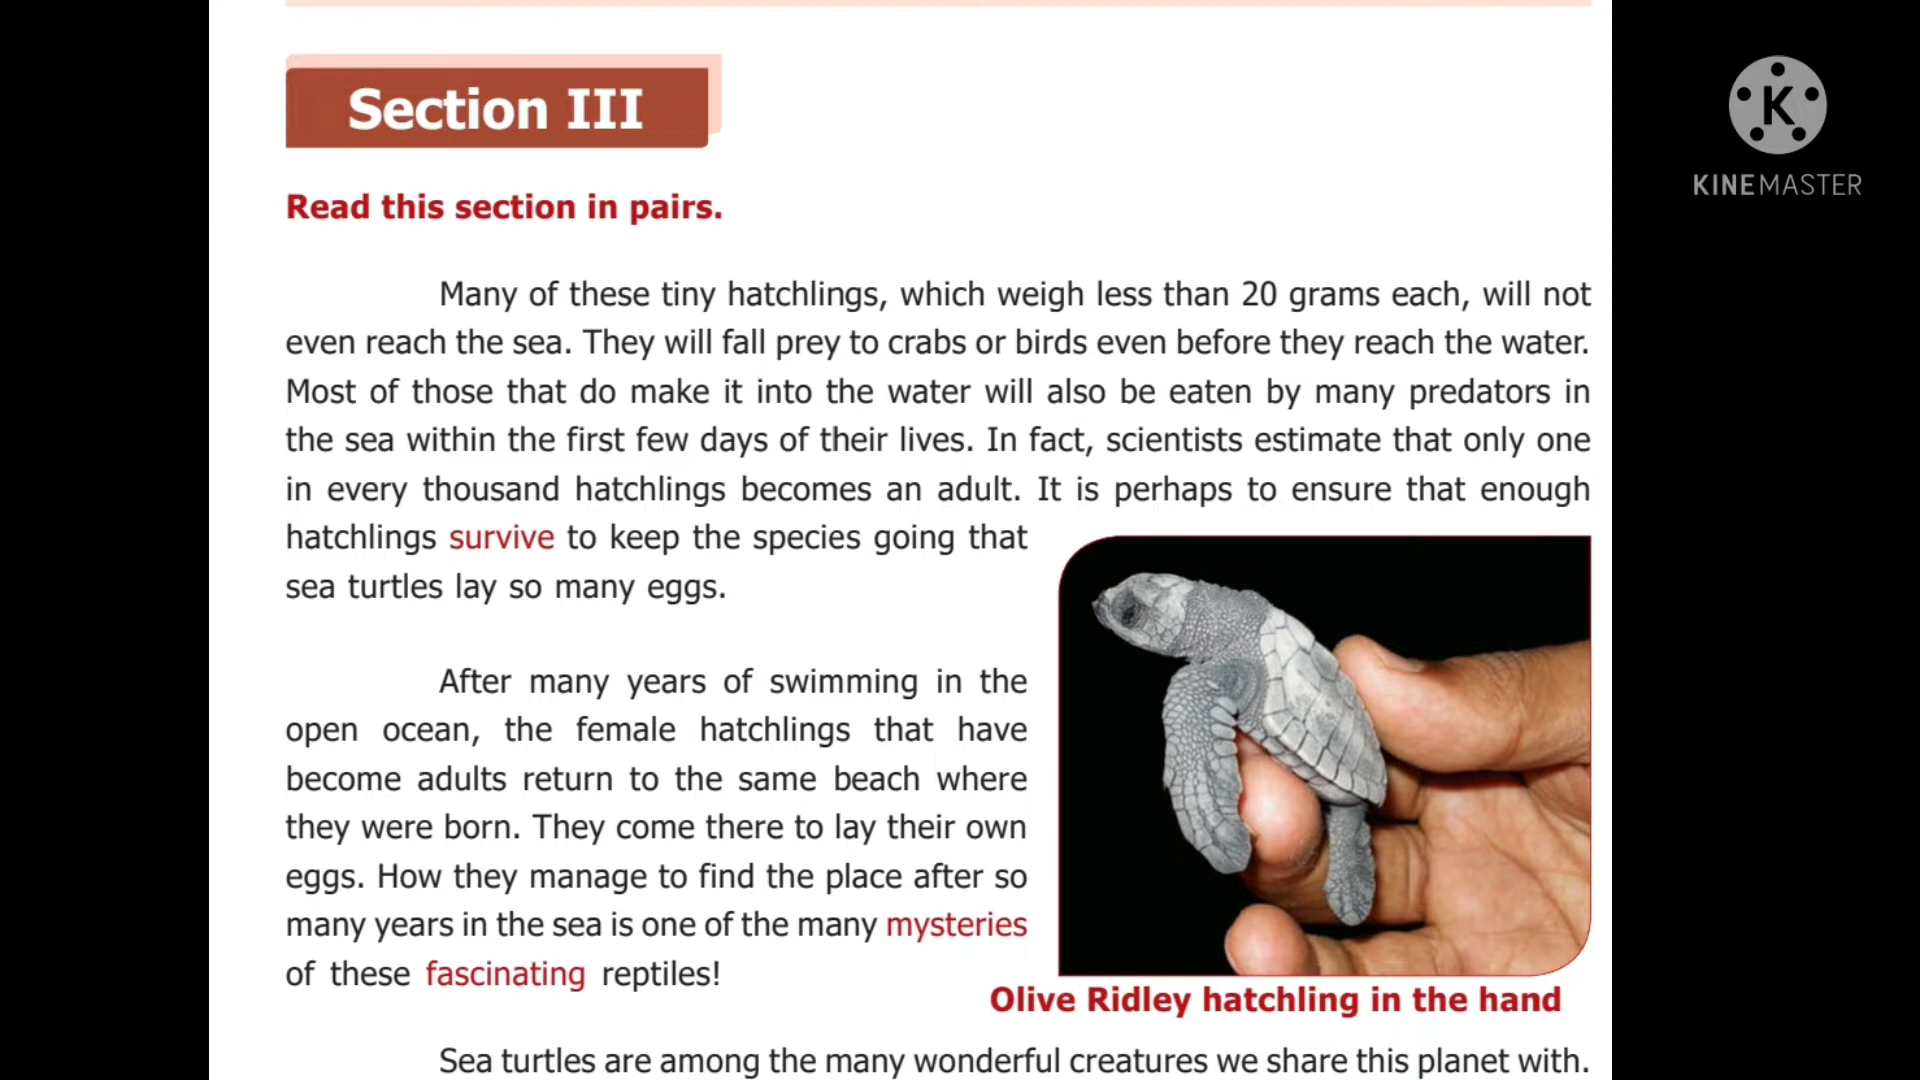 Section III
KINEMASTER
Read this section in pairs.
Many of these tiny hatchlings, which weigh less than 20 grams each, will not
even reach the sea. They will fall prey to crabs or birds even before they reach the water.
Most of those that do make it into the water will also be eaten by many predators in
the sea within the first few days of their lives. In fact, scientists estimate that only one
in every thousand hatchlings becomes an adult. It is perhaps to ensure that enough
hatchlings survive to keep the species going that
sea turtles lay so many eggs.
After many years of swimming in the
open ocean, the female hatchlings that have
become adults return to the same beach where
they were born. They come there to lay their own
eggs. How they manage to find the place after so
many years in the sea is one of the many mysteries
of these fascinating reptiles!
Olive Ridley hatchling in the hand
Sea turtles are among the many wonderful creatures we share this planet with.